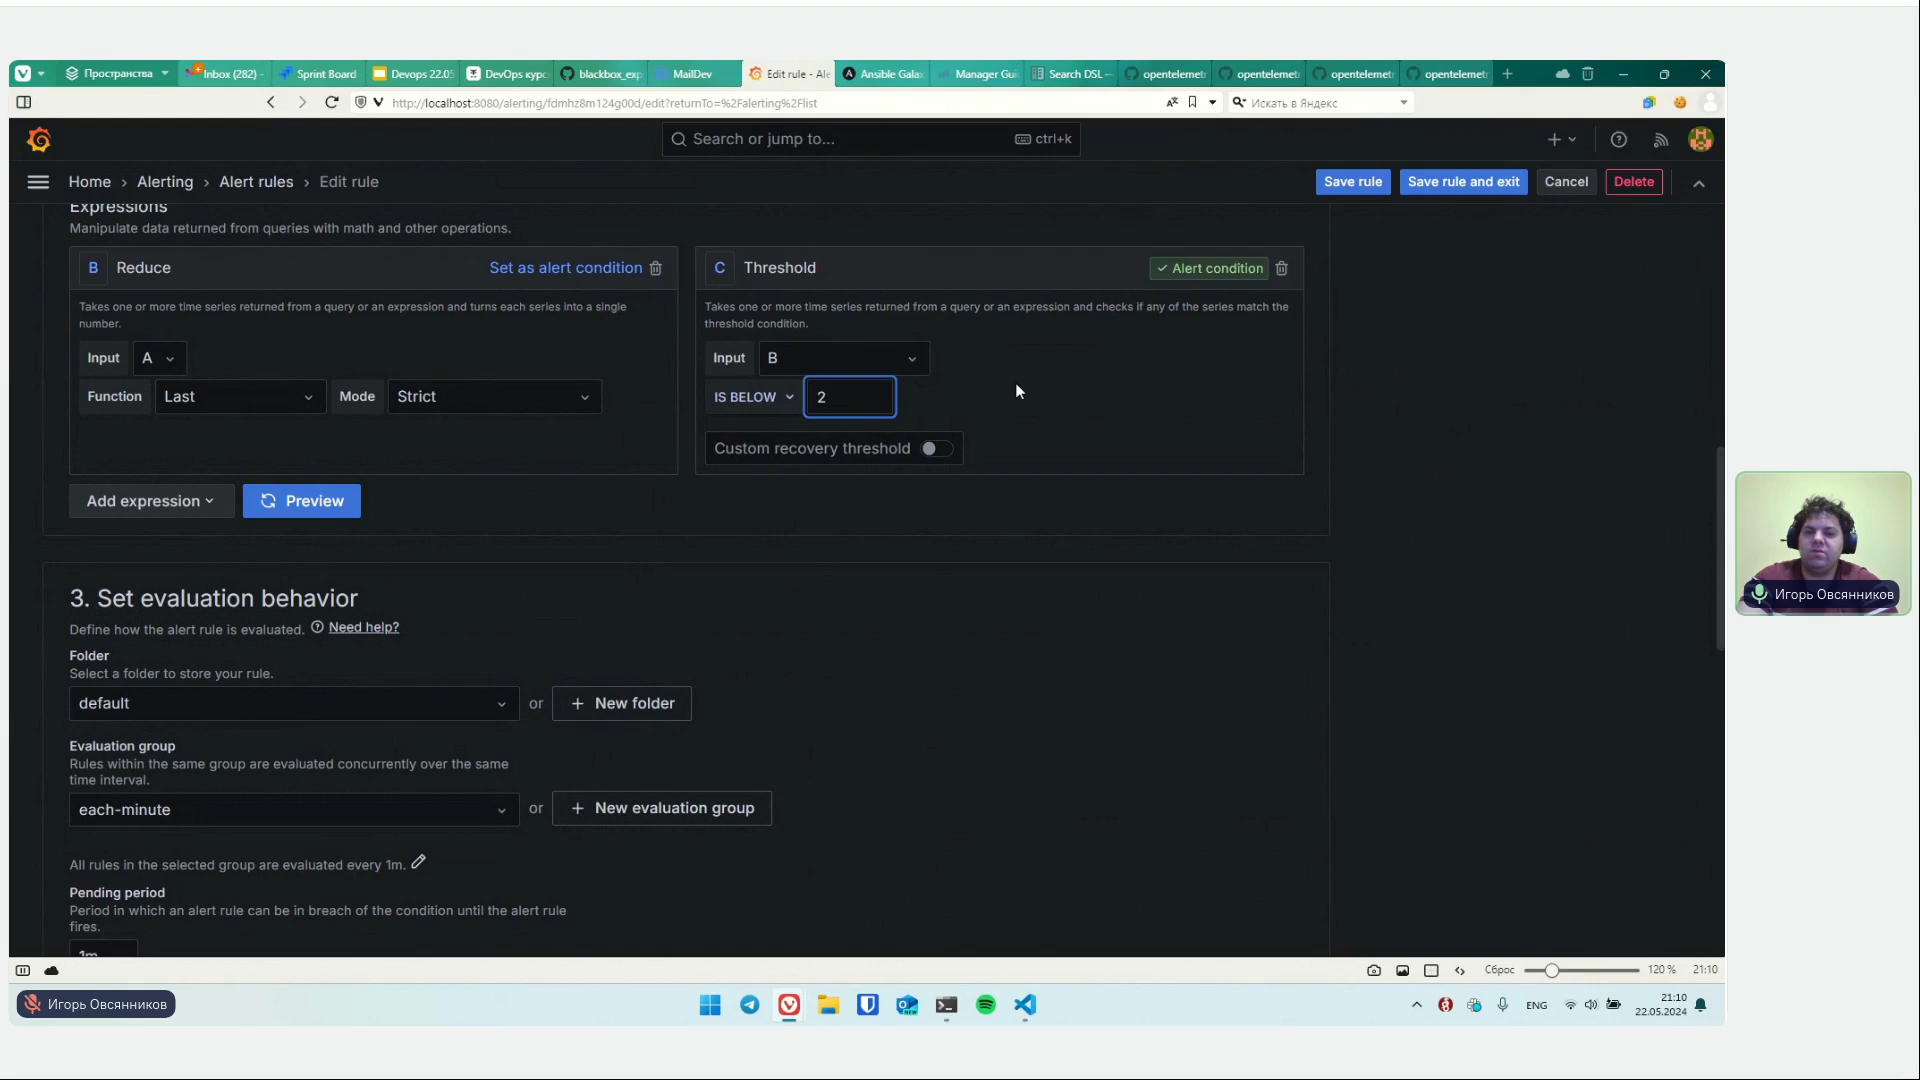 Пространства
Inbox (282) -
Sprint Board
Devops 22.05
DevOps курс
blackbox_exp
MailDev
Edit rule - Ale
Ansible Gala
Manager Gui
Search DSL –
opentelemet
opentelemet
opentelemet
opentelemet
http://localhost:8080/alerting/fdmhz8m124g00d/edit?returnTo=%2Falerting%2Flist
Искать в Яндекс
Search or jump to...
ctrl+k
Home › Alerting › Alert rules › Edit rule
Save rule
Save rule and exit
Cancel
Delete
Expressions
Manipulate data returned from queries with math and other operations.
B Reduce
Set as alert condition
Takes one or more time series returned from a query or an expression and turns each series into a single
number.
Input A
Function Last Mode Strict
C Threshold
Alert condition
Takes one or more time series returned from a query or an expression and checks if any of the series match the
threshold condition.
Input B
IS BELOW 2
Custom recovery threshold
Add expression
Preview
3. Set evaluation behavior
Define how the alert rule is evaluated. Need help?
Folder
Select a folder to store your rule.
default or + New folder
Evaluation group
Rules within the same group are evaluated concurrently over the same
time interval.
each-minute or + New evaluation group
All rules in the selected group are evaluated every 1m.
Pending period
Period in which an alert rule can be in breach of the condition until the alert rule
fires.
1m
Игорь Овсянников
Сброс 120 % 21:10
Игорь Овсянников
ENG
21:10
22.05.2024